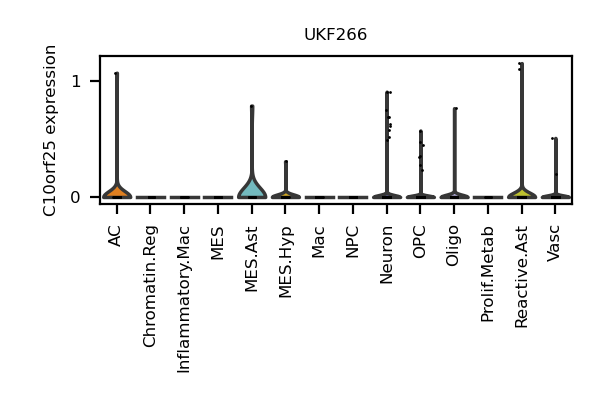 UKF266
C10orf25 expression
1
0
AC
Chromatin.Reg
Inflammatory.Mac
MES
MES.Ast
MES.Hyp
Mac
NPC
Neuron
OPC
Oligo
Prolif.Metab
Reactive.Ast
Vasc